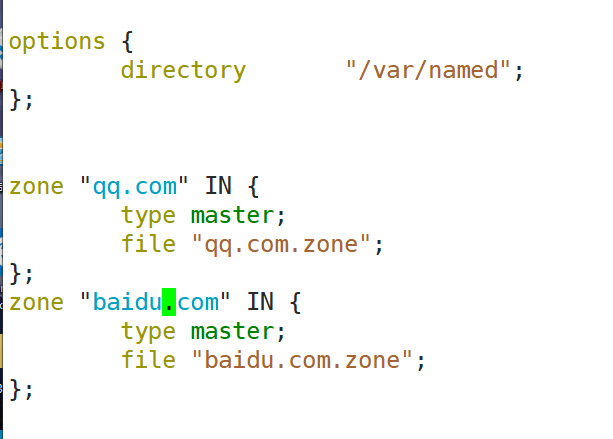 options {
        directory       "/var/named";
};
zone "qq.com" IN {
        type master;
        file "qq.com.zone";
};
zone "baidu.com" IN {
        type master;
        file "baidu.com.zone";
};